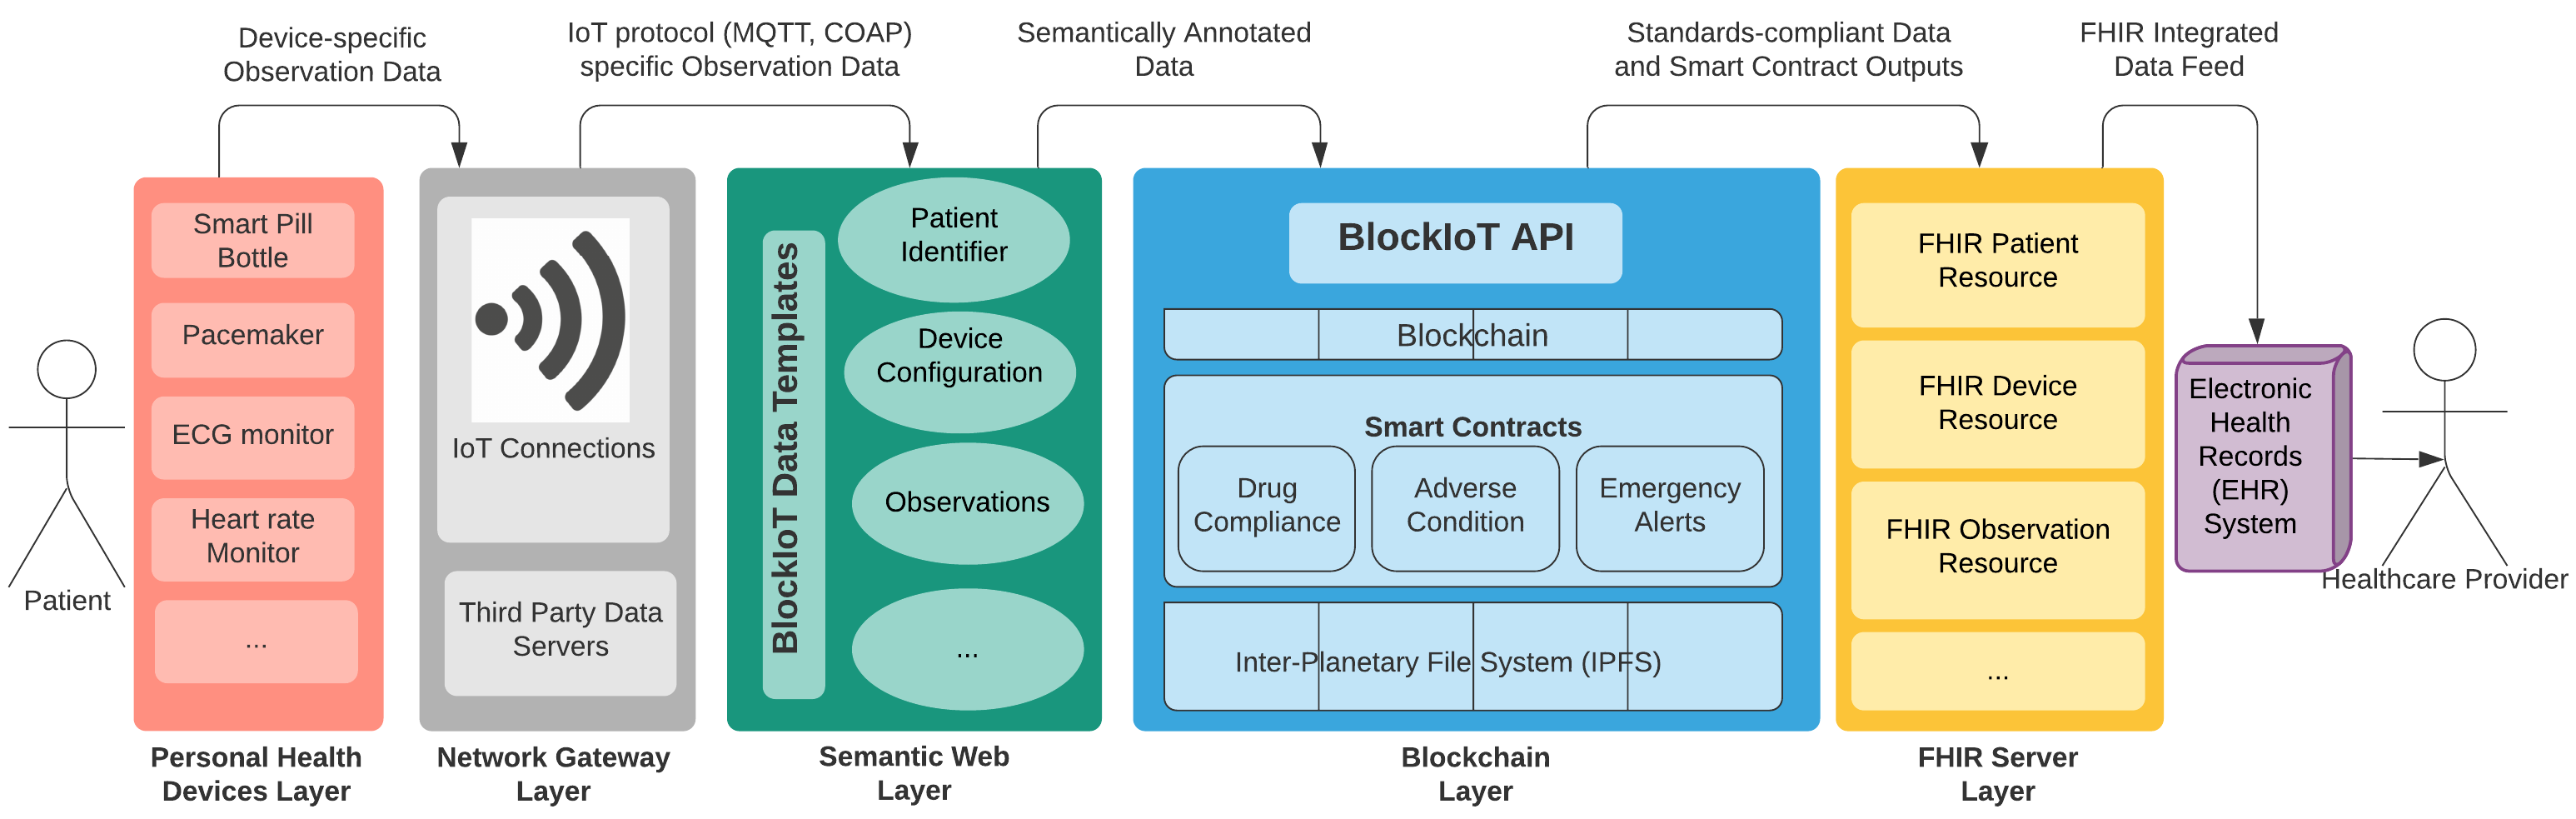 Device-specific
Observation Data
IoT protocol (MQTT, COAP)
specific Observation Data
Semantically Annotated
Data
Standards-compliant Data
and Smart Contract Outputs
FHIR Integrated
Data Feed
Patient
Smart Pill
Bottle
Pacemaker
ECG monitor
Heart rate
Monitor
...
Personal Health
Devices Layer
IoT Connections
Third Party Data
Servers
Network Gateway
Layer
BlockIoT Data Templates
Patient
Identifier
Device
Configuration
Observations
...
Semantic Web
Layer
BlockIoT API
Blockchain
Smart Contracts
Drug
Compliance
Adverse
Condition
Emergency
Alerts
Inter-Planetary File System (IPFS)
Blockchain
Layer
FHIR Patient
Resource
FHIR Device
Resource
FHIR Observation
Resource
...
FHIR Server
Layer
Electronic
Health
Records
(EHR)
System
Healthcare Provider